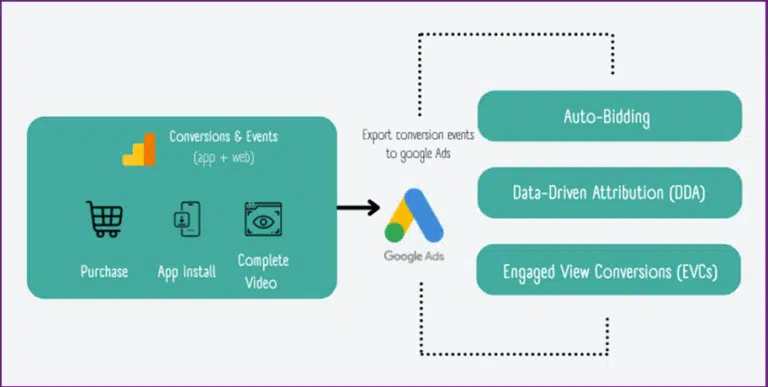 Conversions & Events
(app + web)
Purchase
App Install
Complete
Video
Export conversion events
to google Ads
Google Ads
Auto-Bidding
Data-Driven Attribution (DDA)
Engaged View Conversions (EVCs)